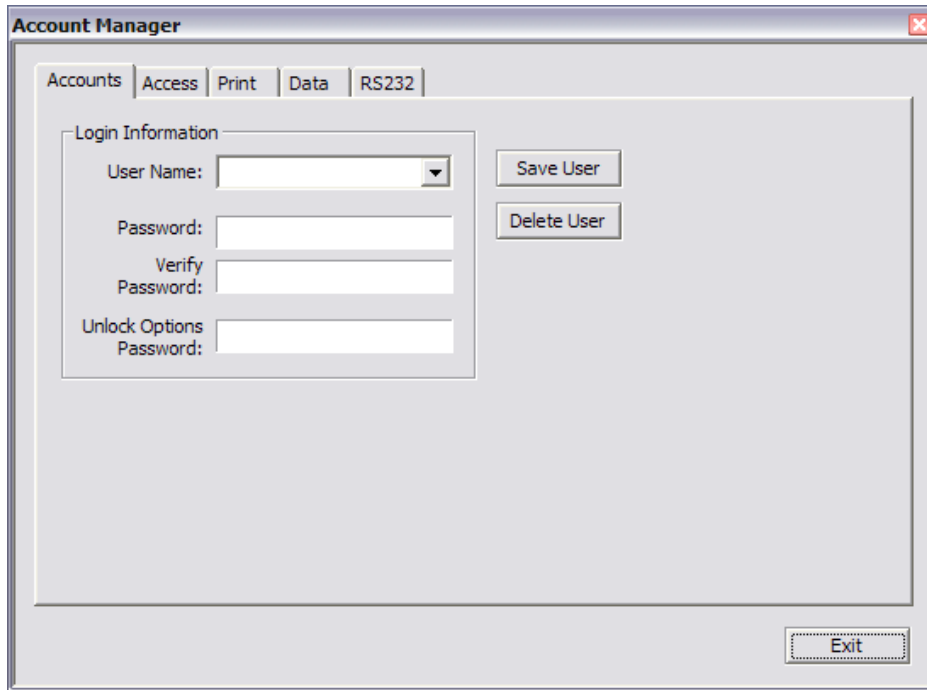 Account Manager
Accounts Access Print Data RS232
Login Information
User Name:
Save User
Password:
Delete User
Verify
Password:
Unlock Options
Password:
Exit